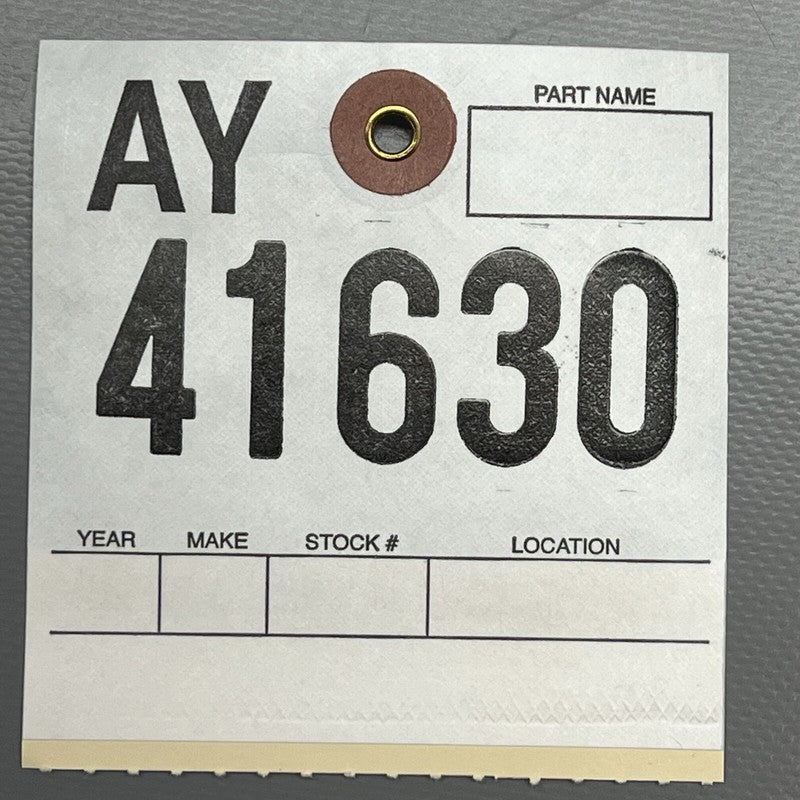 AY
PART NAME
41630
YEAR MAKE STOCK # LOCATION